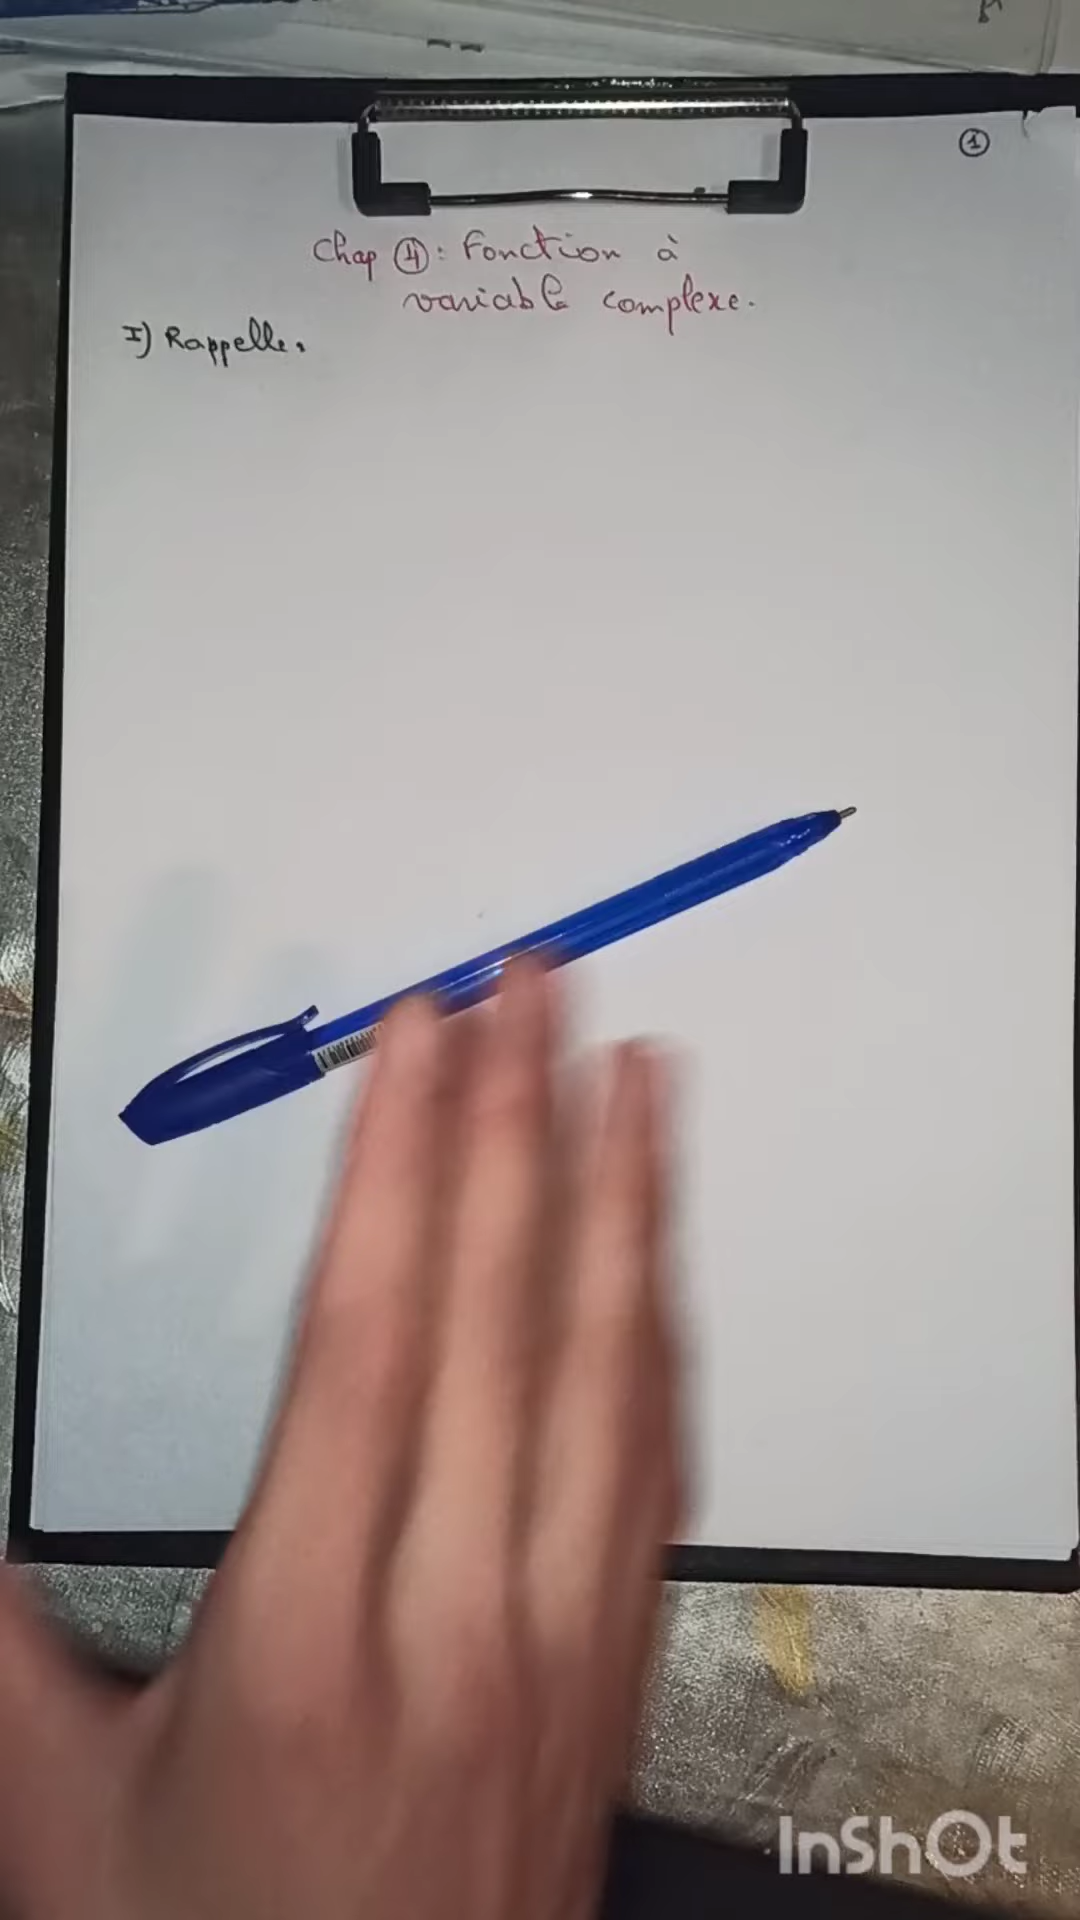 ①
Chap ④: Fonction à
variable complexe.
I) Rappelle.
InShOt